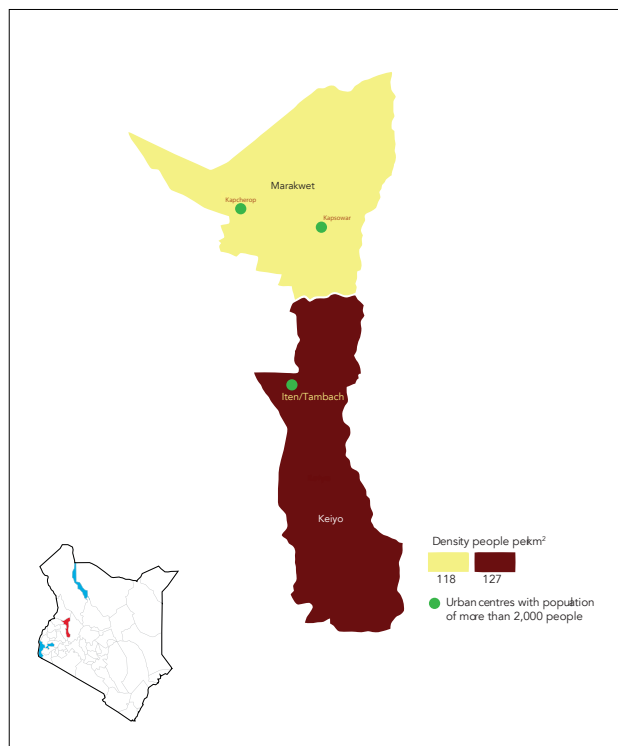 Marakwet
Kapcherop
Kapsowar
Iten/Tambach
Keiyo
Density people per km²
118 127
Urban centres with population
of more than 2,000 people